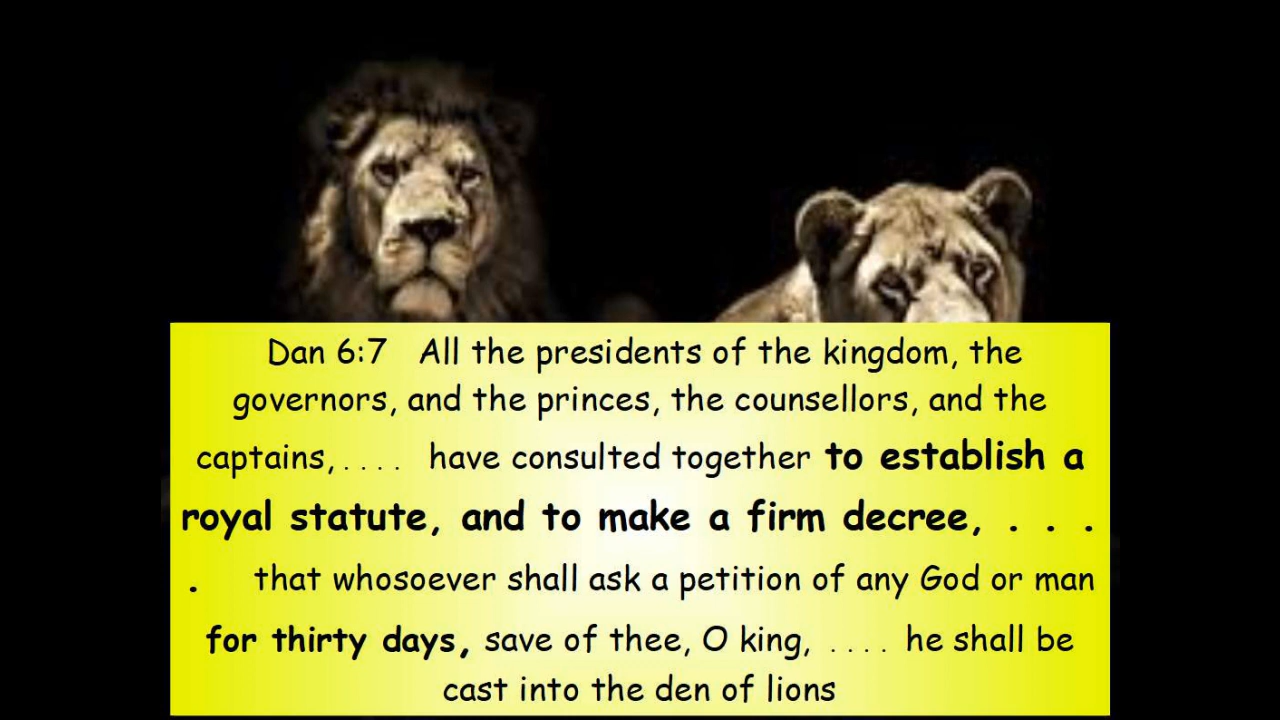 Dan 6:7 All the presidents of the kingdom, the
governors, and the princes, the counsellors, and the
captains, . . . . have consulted together to establish a
royal statute, and to make a firm decree, . . .
. that whosoever shall ask a petition of any God or man
for thirty days, save of thee, O king, . . . . he shall be
cast into the den of lions